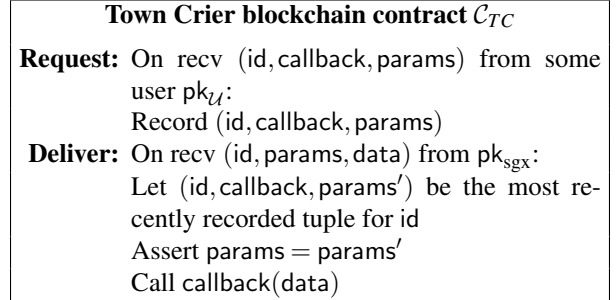 Town Crier blockchain contract 𝒞_TC
Request: On recv (id, callback, params) from some
user pk_𝒰:
Record (id, callback, params)
Deliver: On recv (id, params, data) from pk_sgx:
Let (id, callback, params′) be the most re-
cently recorded tuple for id
Assert params = params′
Call callback(data)